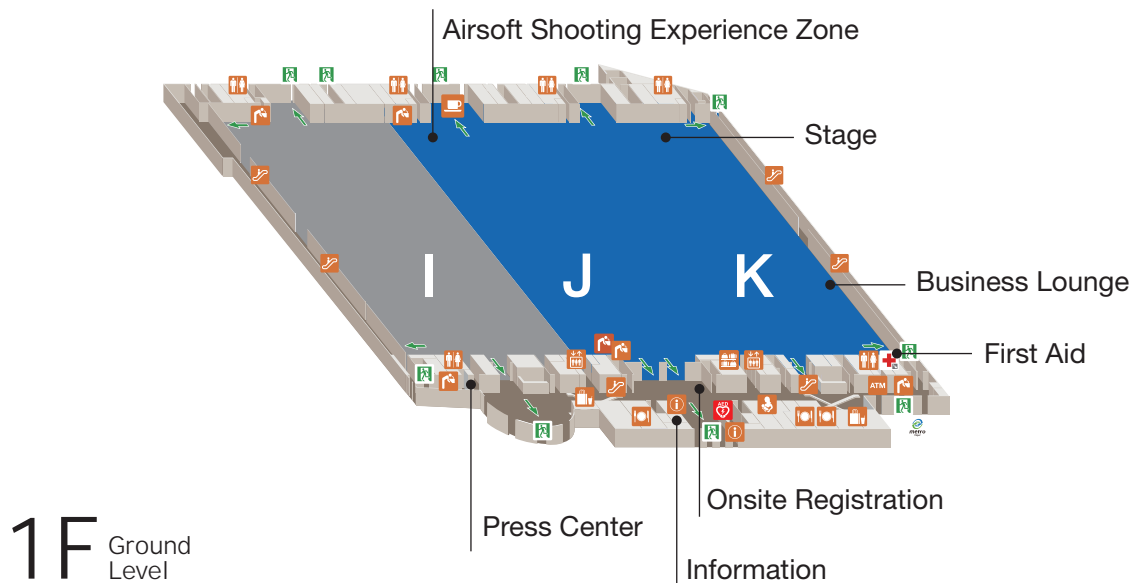 Airsoft Shooting Experience Zone
Stage
I
J
K
Business Lounge
First Aid
ATM
AED
metro
Onsite Registration
Press Center
Information
1F Ground
Level